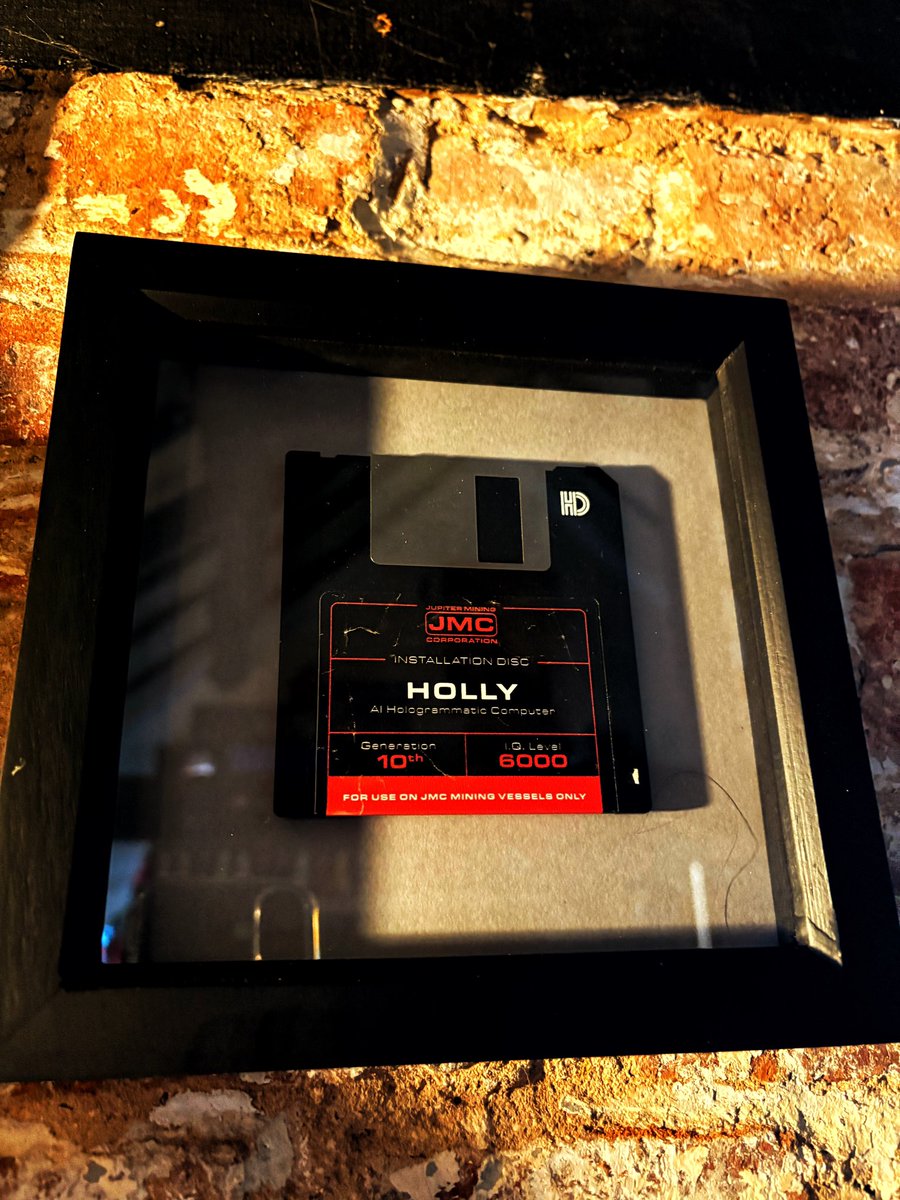 HD
JUPITER MINING
JMC
CORPORATION
INSTALLATION DISC
HOLLY
AI Hologrammatic Computer
Generation I.Q. Level
10th 6000
FOR USE ON JMC MINING VESSELS ONLY